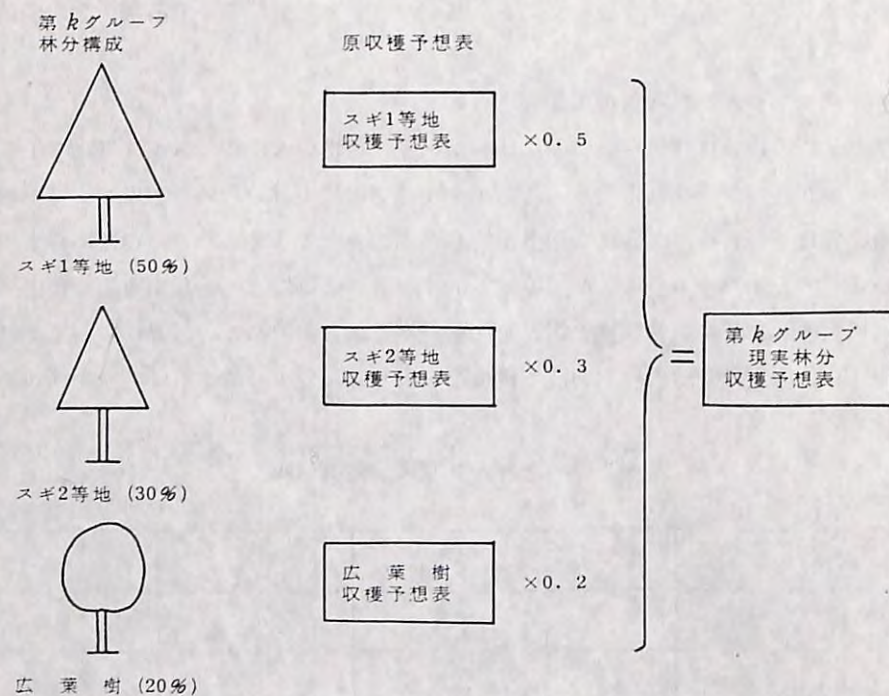 第kグループ
林分構成
原収穫予想表
スギ1等地
収穫予想表
×0. 5
スギ1等地 (50%)
スギ2等地
収穫予想表
×0. 3
=
第kグループ
現実林分
収穫予想表
スギ2等地 (30%)
広 葉 樹
収穫予想表
×0. 2
広 葉 樹 (20%)